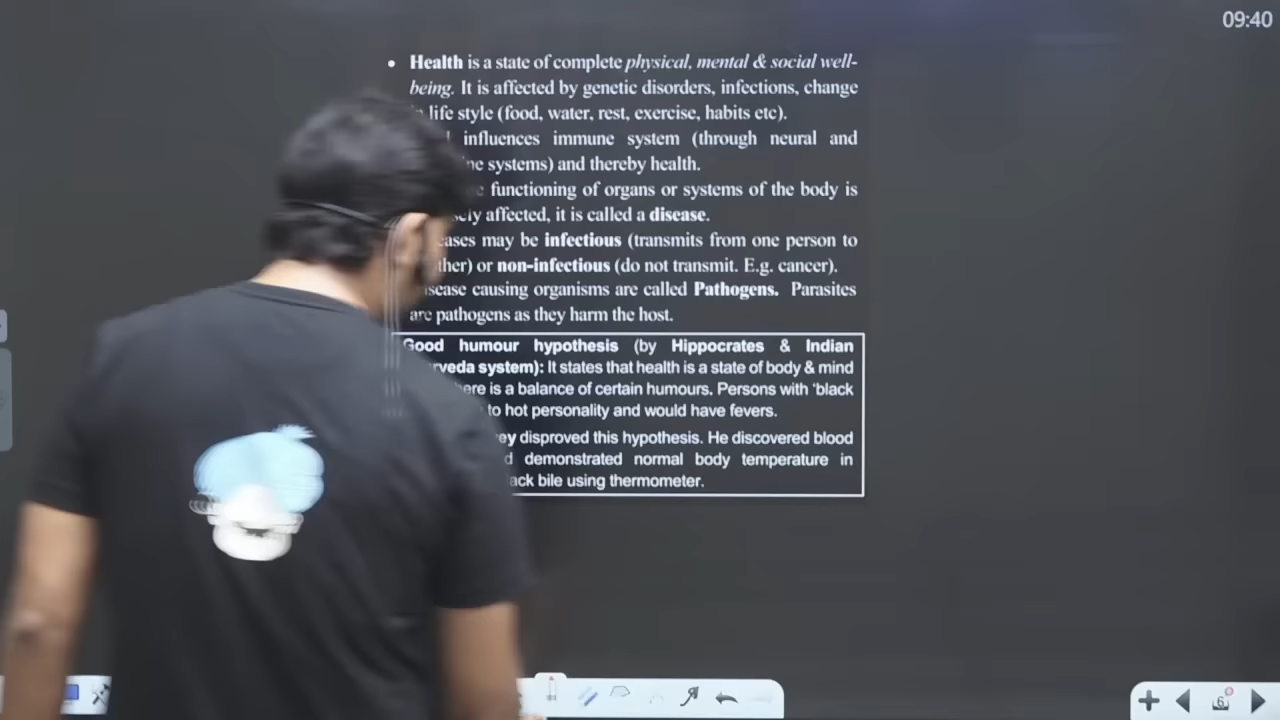 09:40
• Health is a state of complete physical, mental & social well-
being. It is affected by genetic disorders, infections, change
life style (food, water, rest, exercise, habits etc).
influences immune system (through neural and
systems) and thereby health.
functioning of organs or systems of the body is
affected, it is called a disease.
may be infectious (transmits from one person to
or non-infectious (do not transmit. E.g. cancer).
causing organisms are called Pathogens. Parasites
are pathogens as they harm the host.
Good humour hypothesis (by Hippocrates & Indian
system): It states that health is a state of body & mind
is a balance of certain humours. Persons with 'black
to hot personality and would have fevers.
disproved this hypothesis. He discovered blood
demonstrated normal body temperature in
bile using thermometer.
6